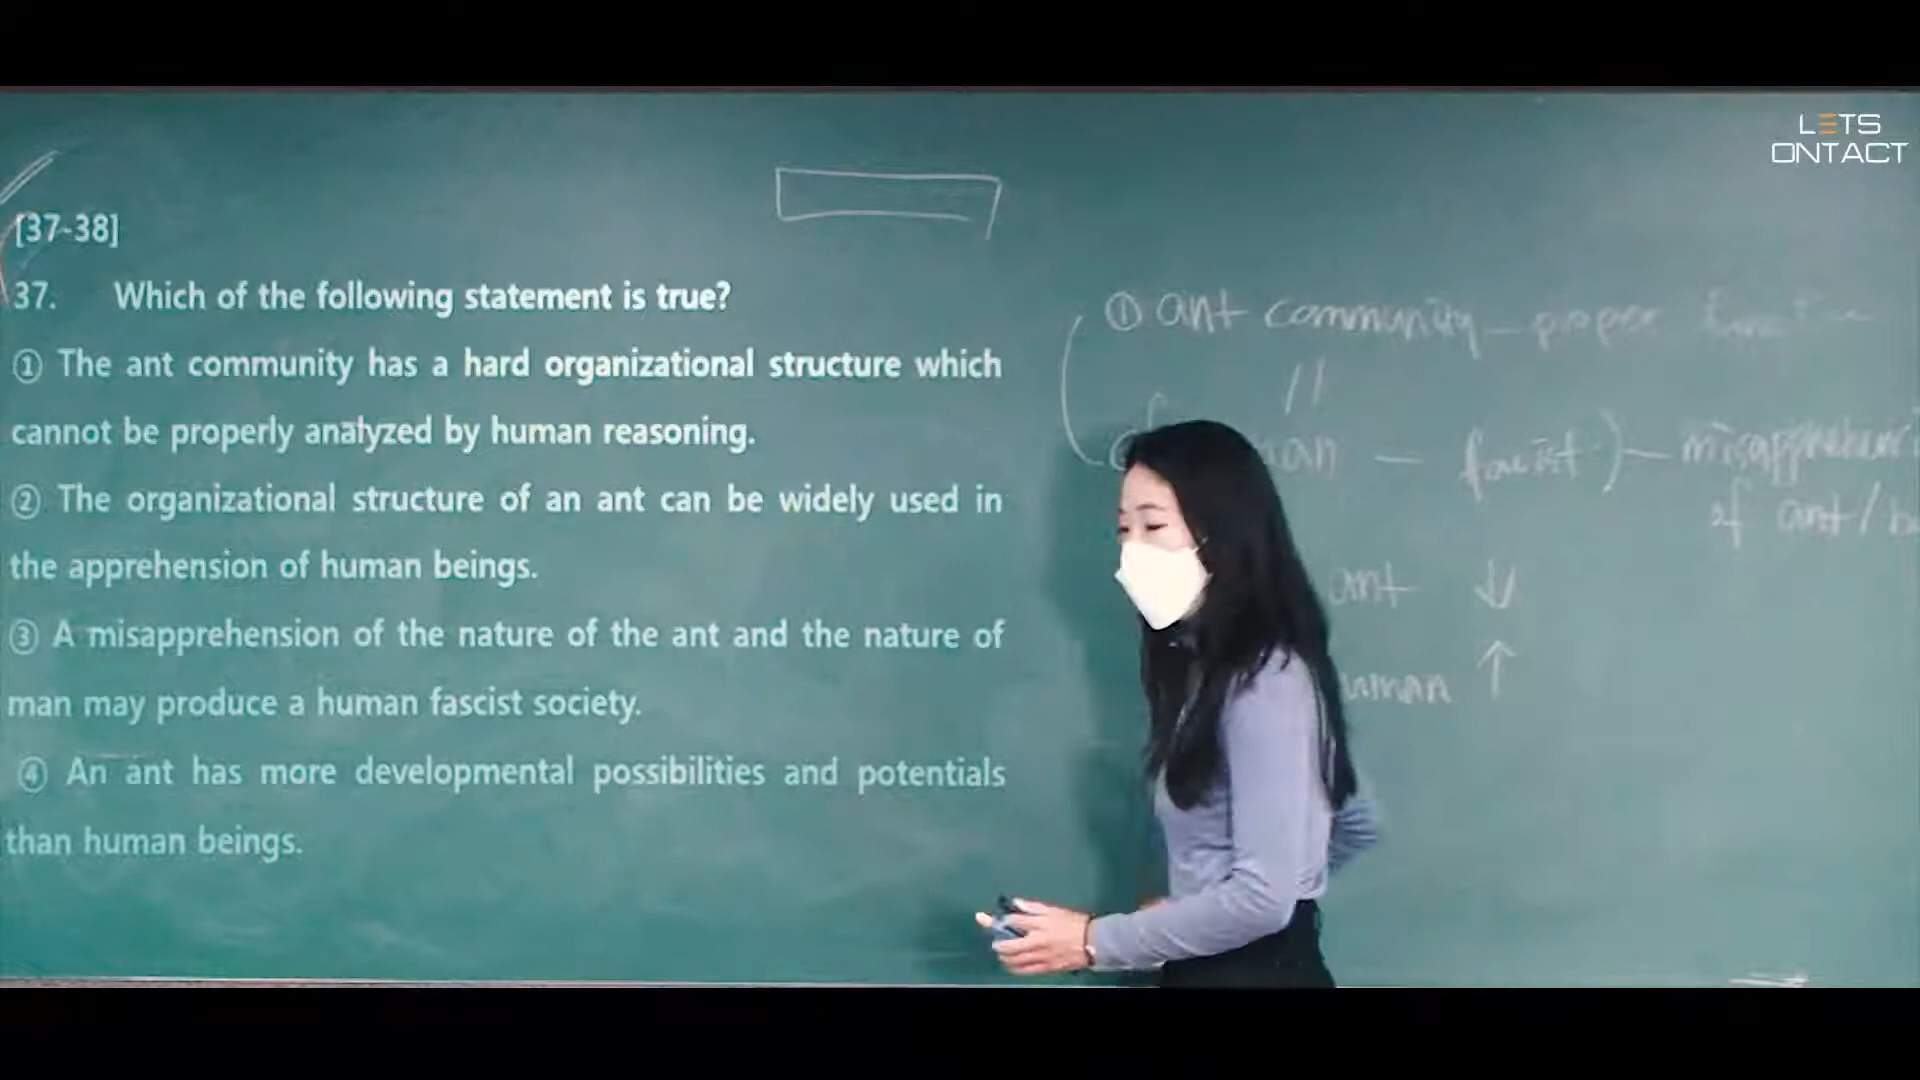 LETS
ONTACT
[37-38]
37. Which of the following statement is true?
① The ant community has a hard organizational structure which
cannot be properly analyzed by human reasoning.
② The organizational structure of an ant can be widely used in
the apprehension of human beings.
③ A misapprehension of the nature of the ant and the nature of
man may produce a human fascist society.
④ An ant has more developmental possibilities and potentials
than human beings.
① ant community - proper
fascist) - misapprehensi
of ant/
ant ↓
uman ↑